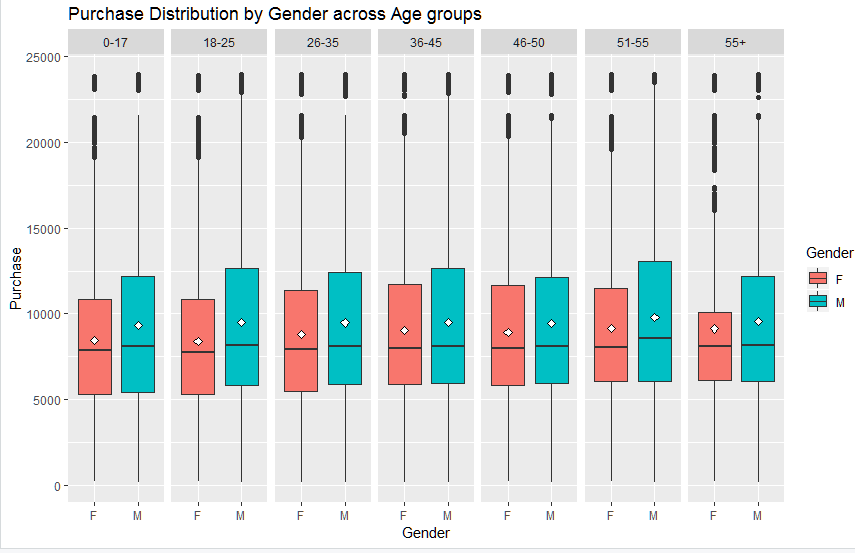 Purchase Distribution by Gender across Age groups
0-17 18-25 26-35 36-45 46-50 51-55 55+
25000
20000
15000
10000
5000
0
Purchase
F M F M F M F M F M F M F M
Gender
Gender
F
M